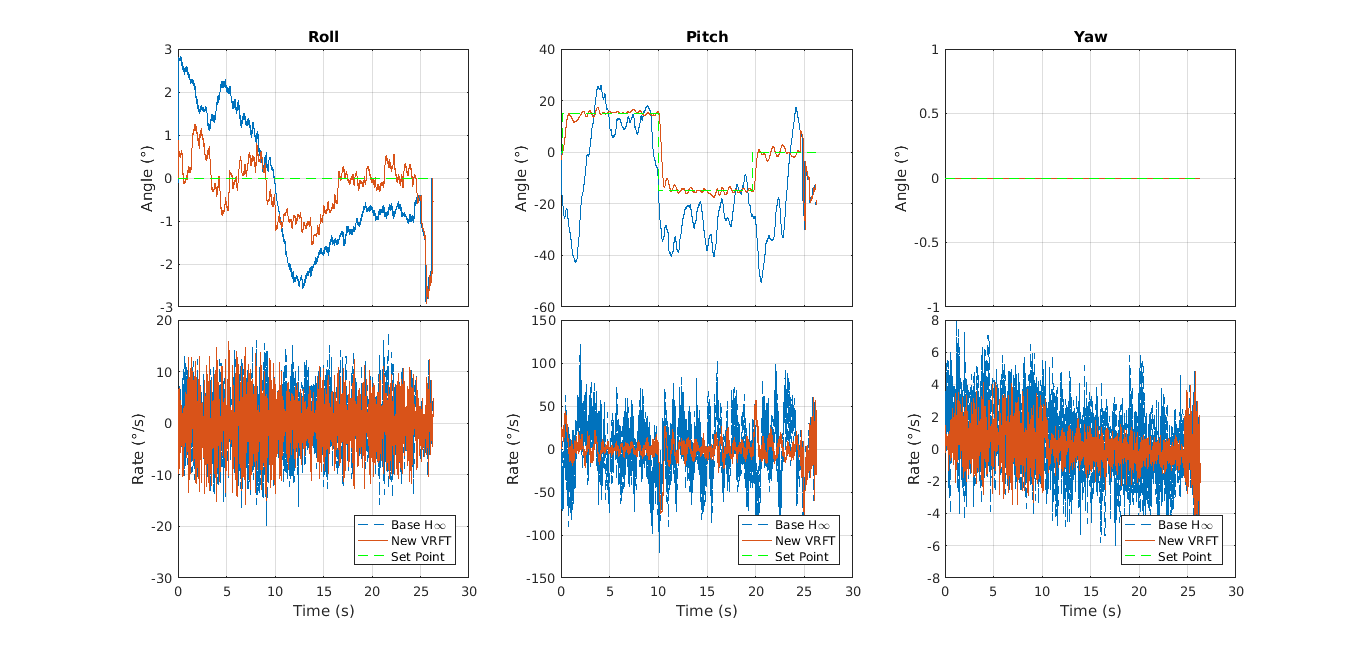 Roll
Pitch
Yaw
3
2
1
0
-1
-2
-3
Angle (°)
40
20
0
-20
-40
-60
Angle (°)
1
0.5
0
-0.5
-1
Angle (°)
20
10
0
-10
-20
-30
Rate (°/s)
0 5 10 15 20 25 30
Time (s)
Base H∞
New VRFT
Set Point
150
100
50
0
-50
-100
-150
Rate (°/s)
0 5 10 15 20 25 30
Time (s)
Base H∞
New VRFT
Set Point
8
6
4
2
0
-2
-4
-6
-8
Rate (°/s)
0 5 10 15 20 25 30
Time (s)
Base H∞
New VRFT
Set Point